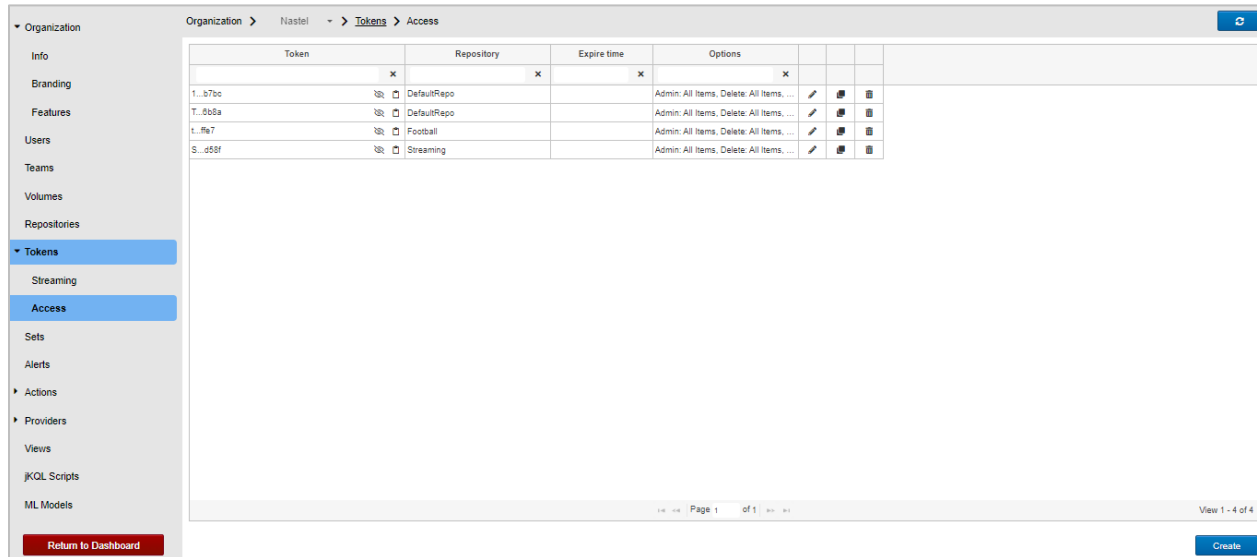 Organization
Info
Branding
Features
Users
Teams
Volumes
Repositories
Tokens
Streaming
Access
Sets
Alerts
Actions
Providers
Views
jKQL Scripts
ML Models
Return to Dashboard
Organization > Nastel > Tokens > Access
Token Repository Expire time Options
1...b7bc DefaultRepo Admin: All Items, Delete: All Items, ...
T...6b8a DefaultRepo Admin: All Items, Delete: All Items, ...
t...ffe7 Football Admin: All Items, Delete: All Items, ...
S...d58f Streaming Admin: All Items, Delete: All Items, ...
Page 1 of 1
View 1 - 4 of 4
Create